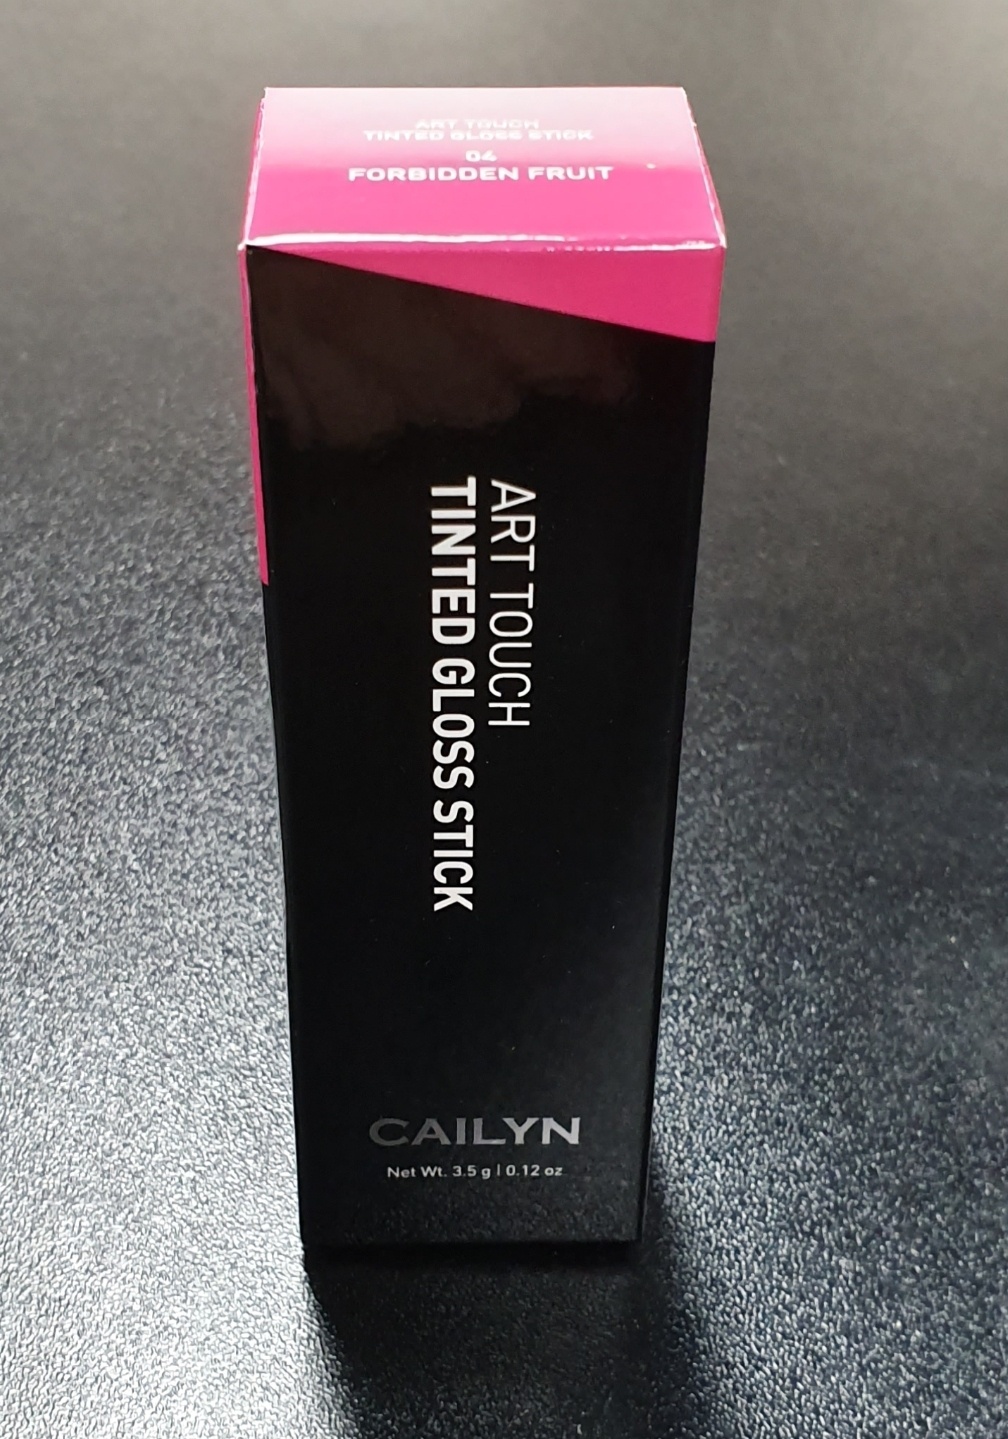 ART TOUCH
TINTED GLOSS STICK
04
FORBIDDEN FRUIT
ART TOUCH
TINTED GLOSS STICK
CAILYN
Net Wt. 3.5 g | 0.12 oz